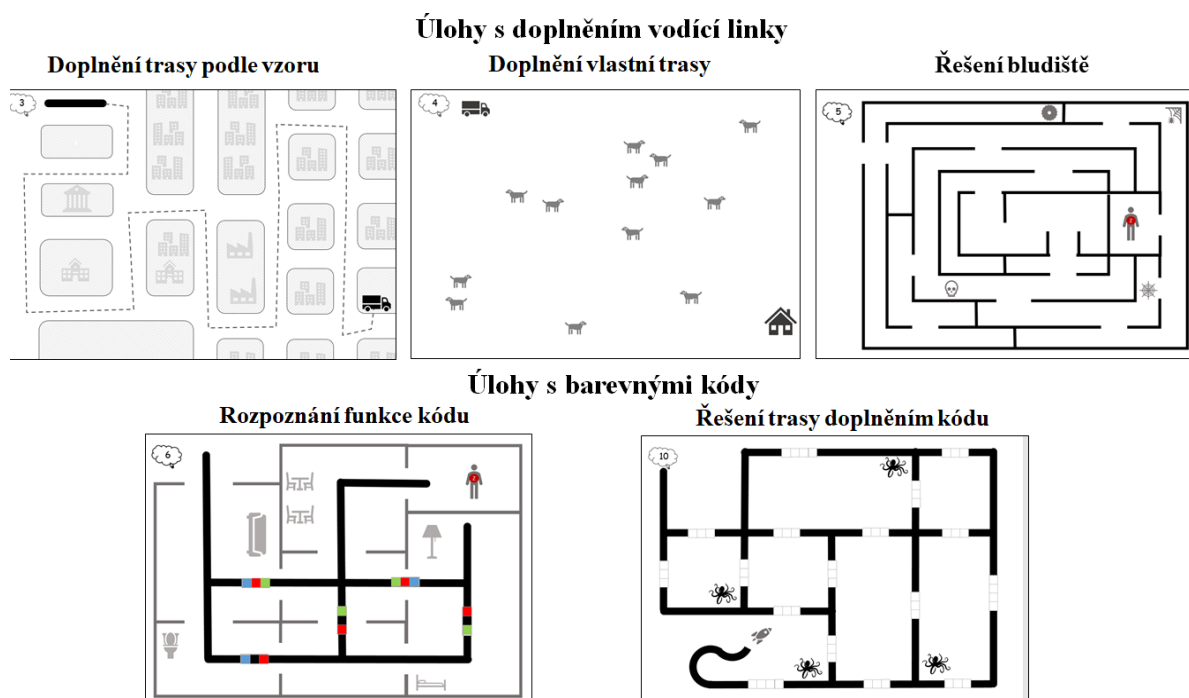 Úlohy s doplněním vodící linky
Doplnění trasy podle vzoru
Doplnění vlastní trasy
Řešení bludiště
3
4
5
Úlohy s barevnými kódy
Rozpoznání funkce kódu
Řešení trasy doplněním kódu
6
10